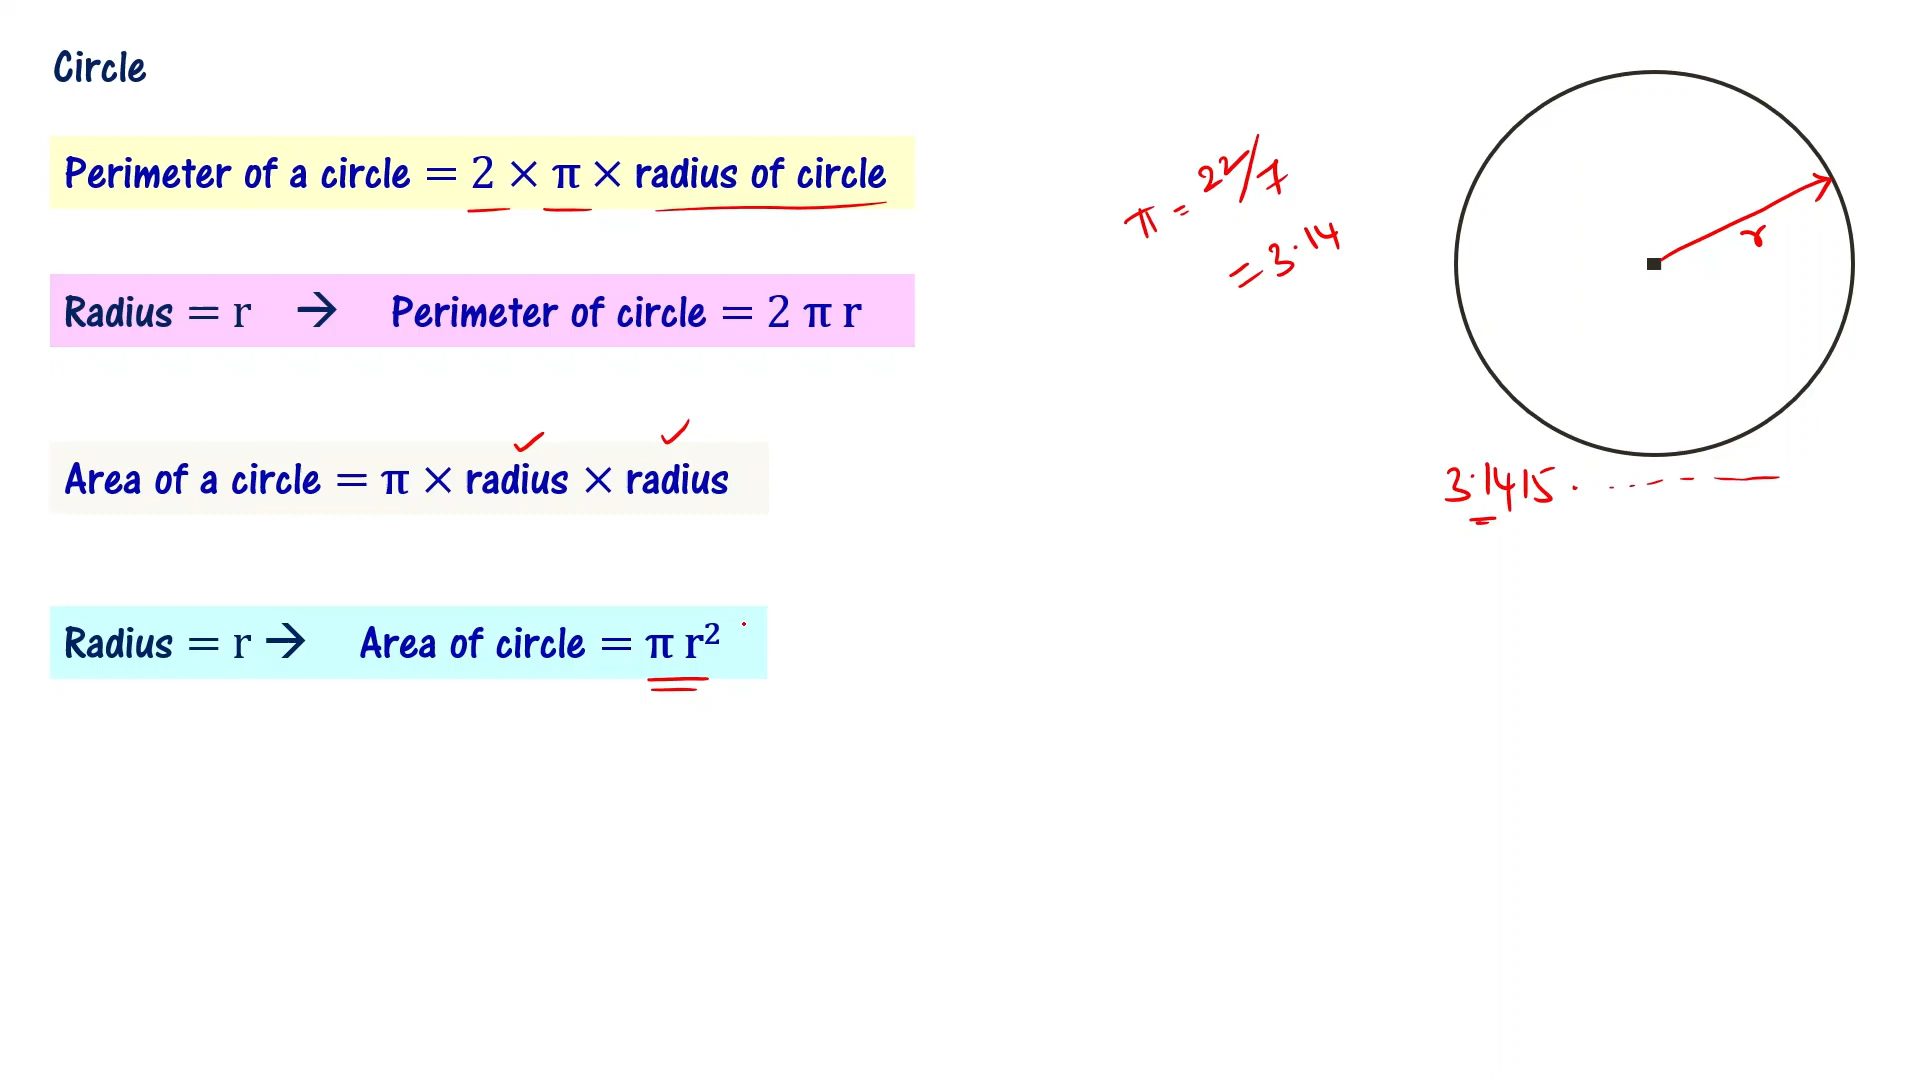 Circle
Perimeter of a circle = 2 × π × radius of circle
π = 22/7
= 3.14
r
Radius = r → Perimeter of circle = 2 π r
Area of a circle = π × radius × radius
3.1415. ......
Radius = r → Area of circle = π r²